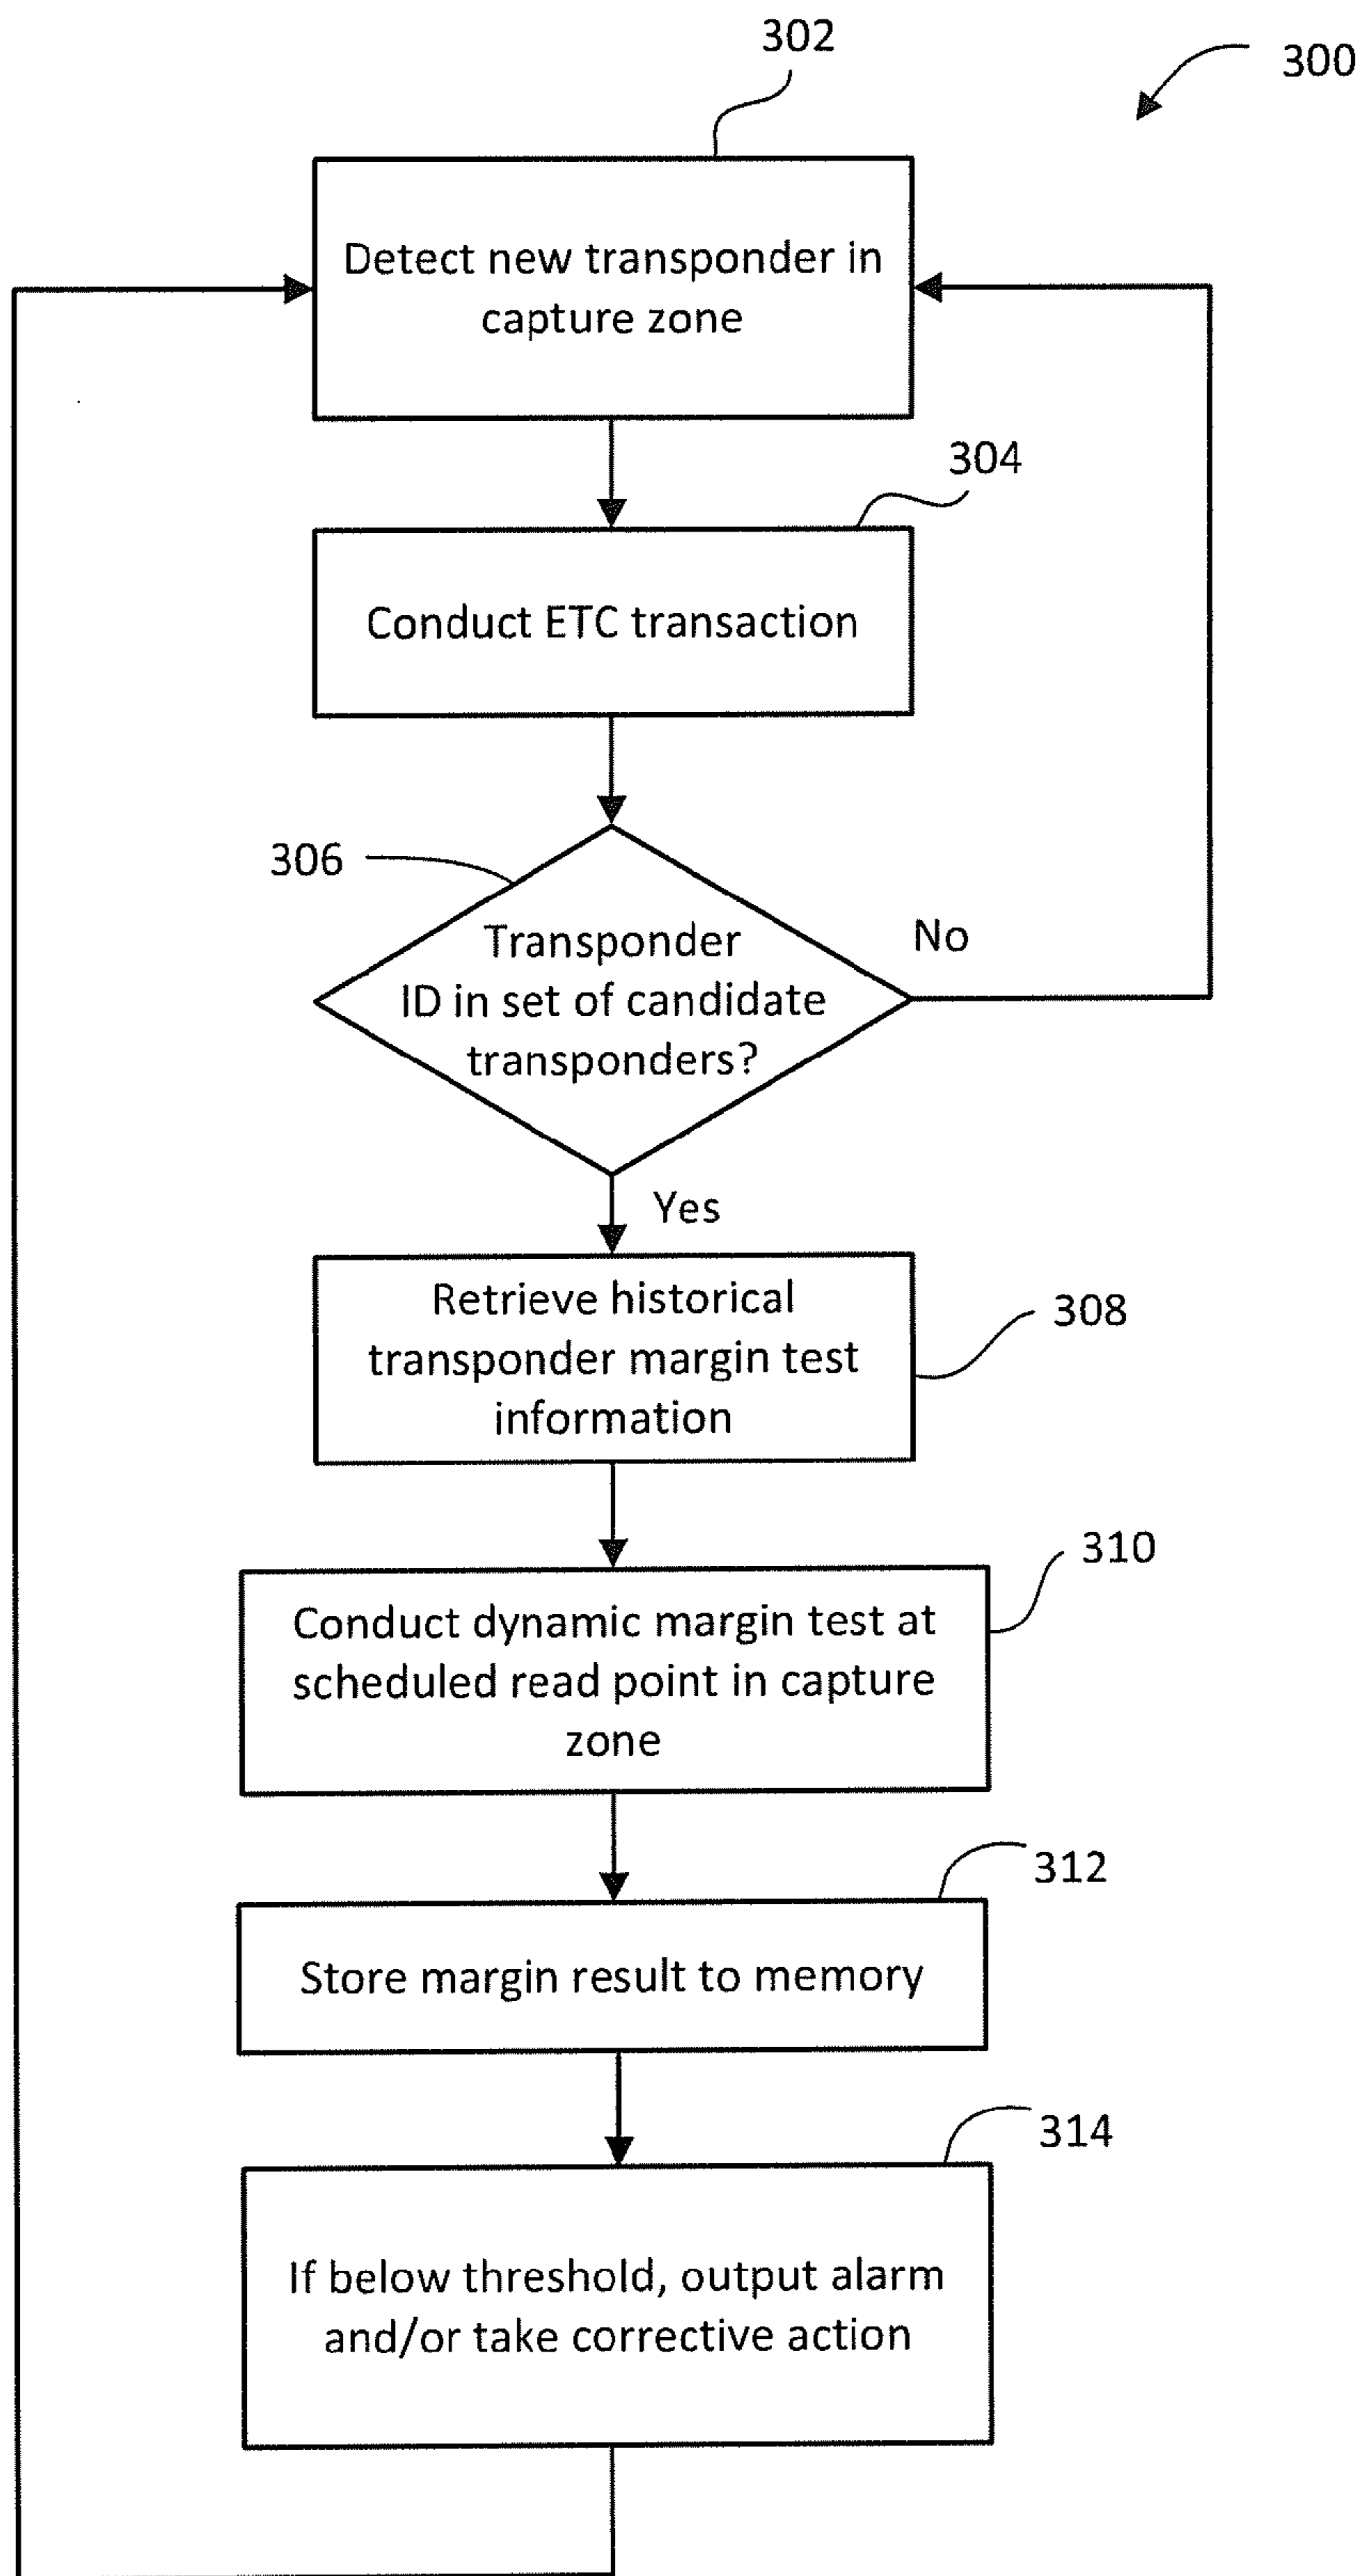 302
300
Detect new transponder in
capture zone
304
Conduct ETC transaction
306
Transponder
ID in set of candidate
transponders?
No
Yes
Retrieve historical
transponder margin test
information
308
310
Conduct dynamic margin test at
scheduled read point in capture
zone
312
Store margin result to memory
314
If below threshold, output alarm
and/or take corrective action